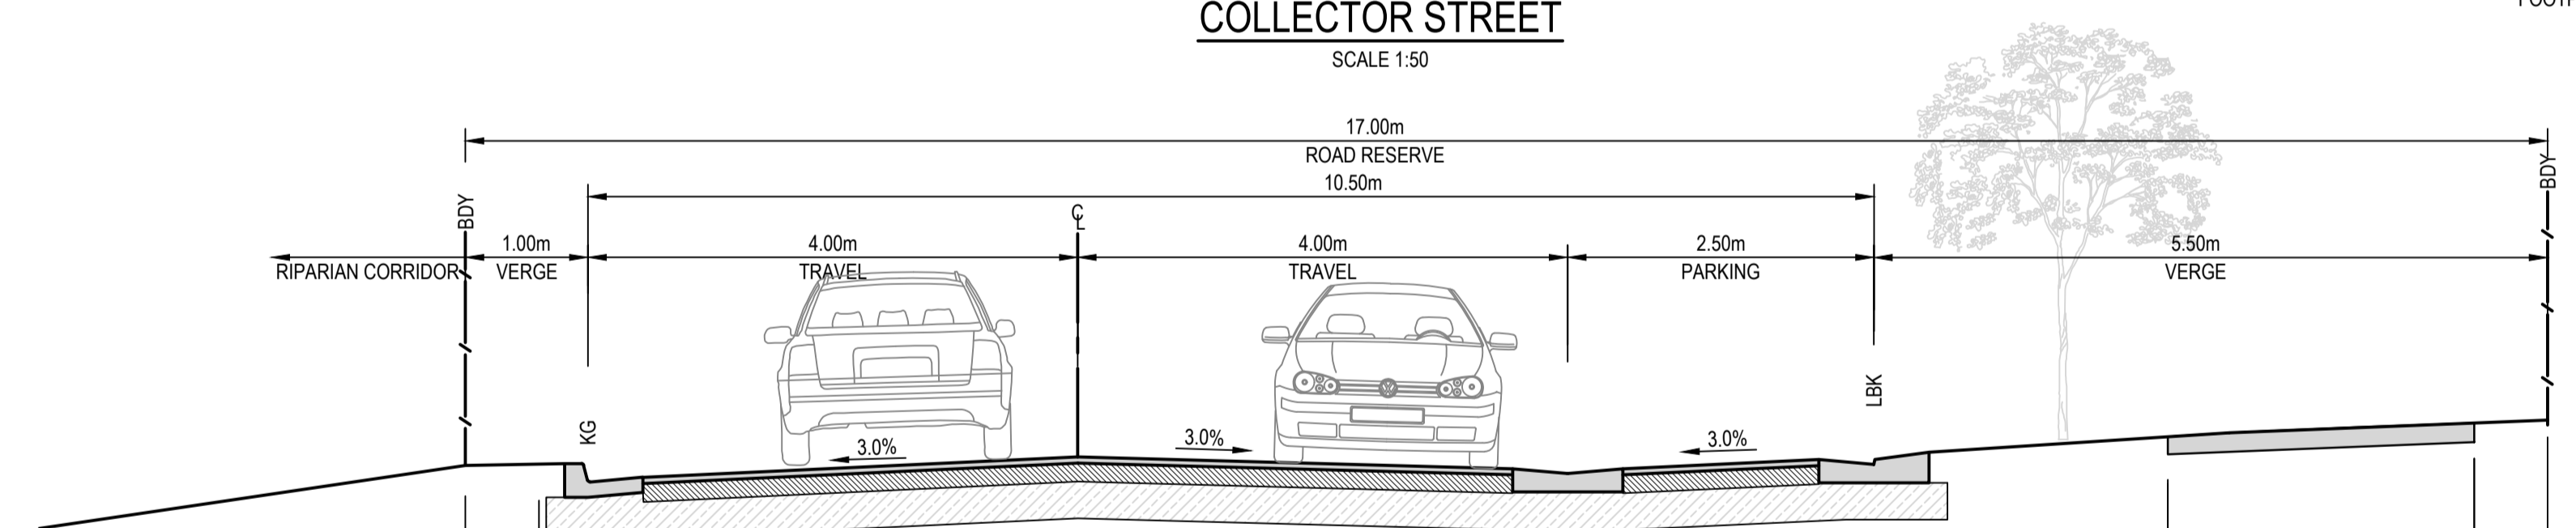 COLLECTOR STREET
SCALE 1:50
17.00m
ROAD RESERVE
10.50m
BDY
BDY
CL
1.00m
4.00m
4.00m
2.50m
5.50m
RIPARIAN CORRIDOR
VERGE
TRAVEL
TRAVEL
PARKING
VERGE
KG
LBK
3.0%
3.0%
3.0%